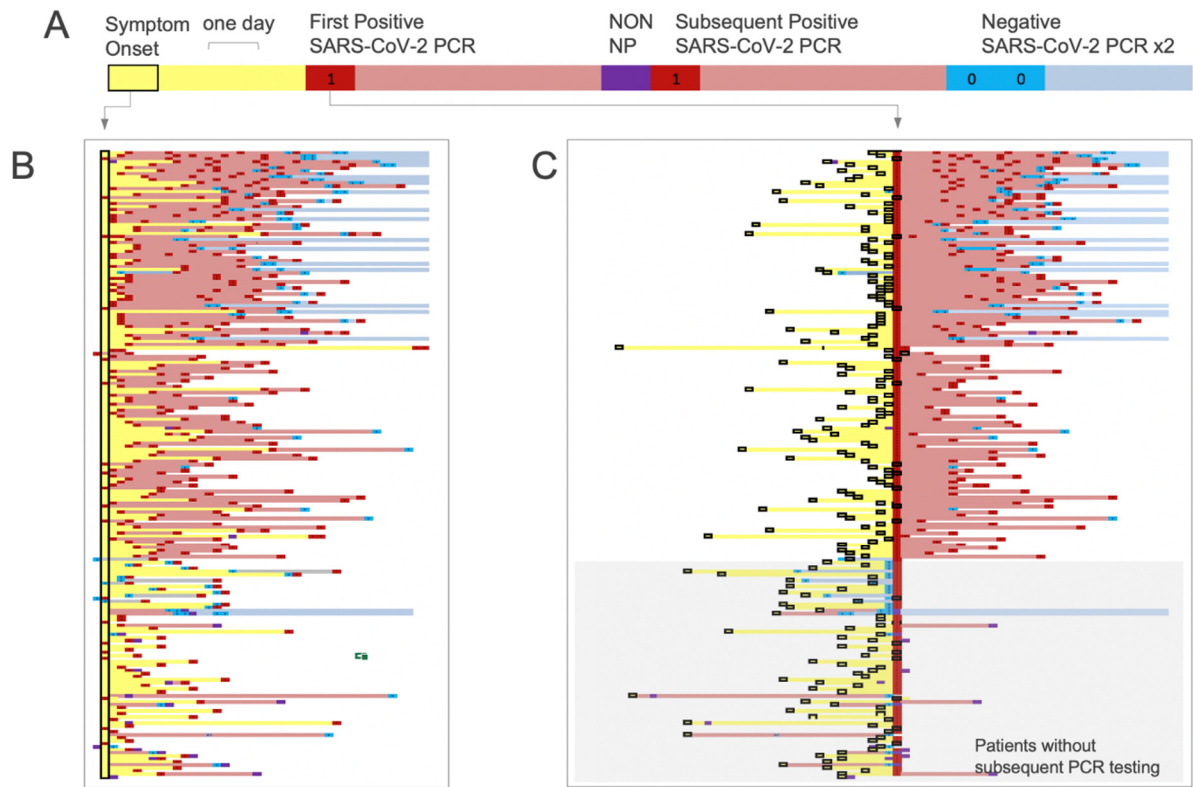 A
Symptom
Onset
one day
First Positive
SARS-CoV-2 PCR
NON
NP
Subsequent Positive
SARS-CoV-2 PCR
Negative
SARS-CoV-2 PCR x2
1
1
0 0
B
C
Patients without
subsequent PCR testing